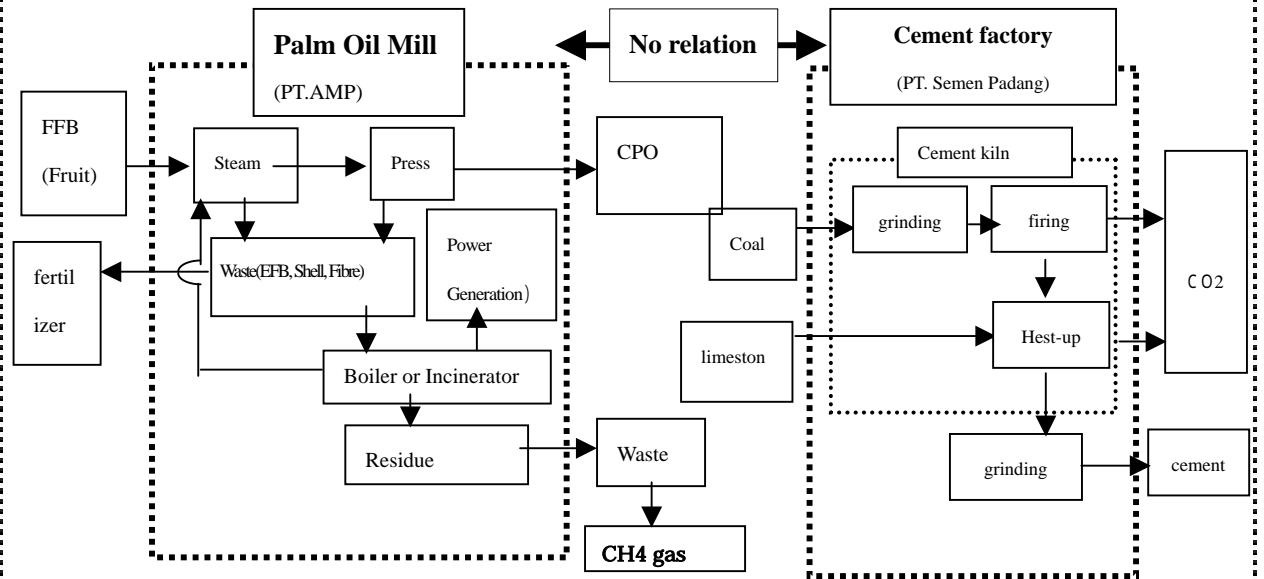 Palm Oil Mill
(PT.AMP)
No relation
Cement factory
(PT. Semen Padang)
FFB
(Fruit)
Steam
Press
CPO
Cement kiln
grinding
firing
Coal
CO2
fertil
izer
Waste(EFB, Shell, Fibre)
Power
Generation)
limeston
Hest-up
Boiler or Incinerator
Residue
Waste
grinding
cement
CH4 gas